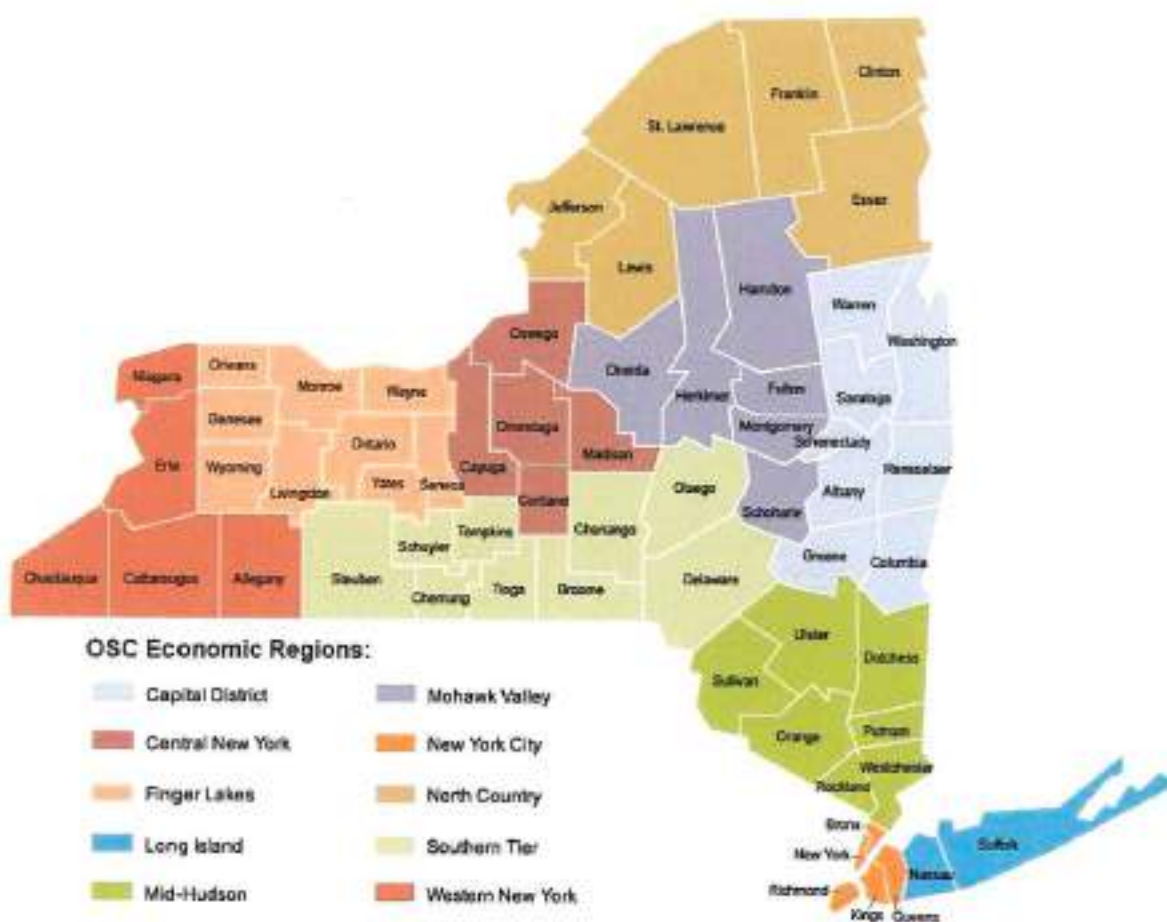 Clinton
Franklin
St. Lawrence
Essex
Jefferson
Lewis
Hamilton
Warren
Washington
Oswego
Oneida
Niagara
Orleans
Monroe
Wayne
Herkimer
Fulton
Saratoga
Genesee
Onondaga
Montgomery
Schenectady
Ontario
Madison
Erie
Wyoming
Cayuga
Rensselaer
Livingston
Yates
Seneca
Otsego
Albany
Cortland
Schoharie
Chenango
Tompkins
Schuyler
Greene
Columbia
Chautauqua
Cattaraugus
Allegany
Steuben
Chemung
Tioga
Broome
Delaware
OSC Economic Regions:
Ulster
Dutchess
Sullivan
Capital District
Mohawk Valley
Putnam
Orange
Central New York
New York City
Westchester
Rockland
Finger Lakes
North Country
Bronx
Long Island
Southern Tier
New York
Suffolk
Nassau
Mid-Hudson
Western New York
Richmond
Kings
Queens